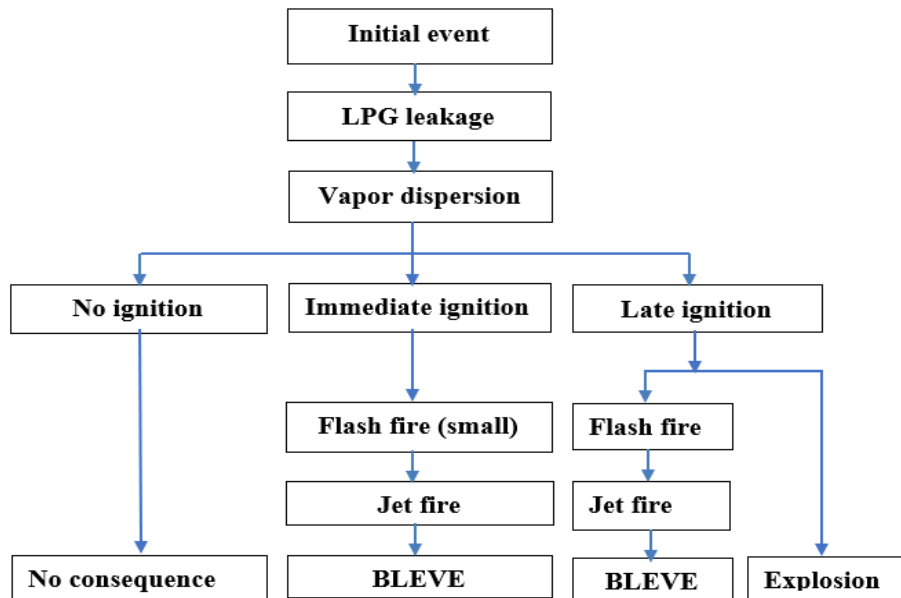 Initial event
LPG leakage
Vapor dispersion
No ignition
Immediate ignition
Late ignition
Flash fire (small)
Flash fire
Jet fire
Jet fire
No consequence
BLEVE
BLEVE
Explosion